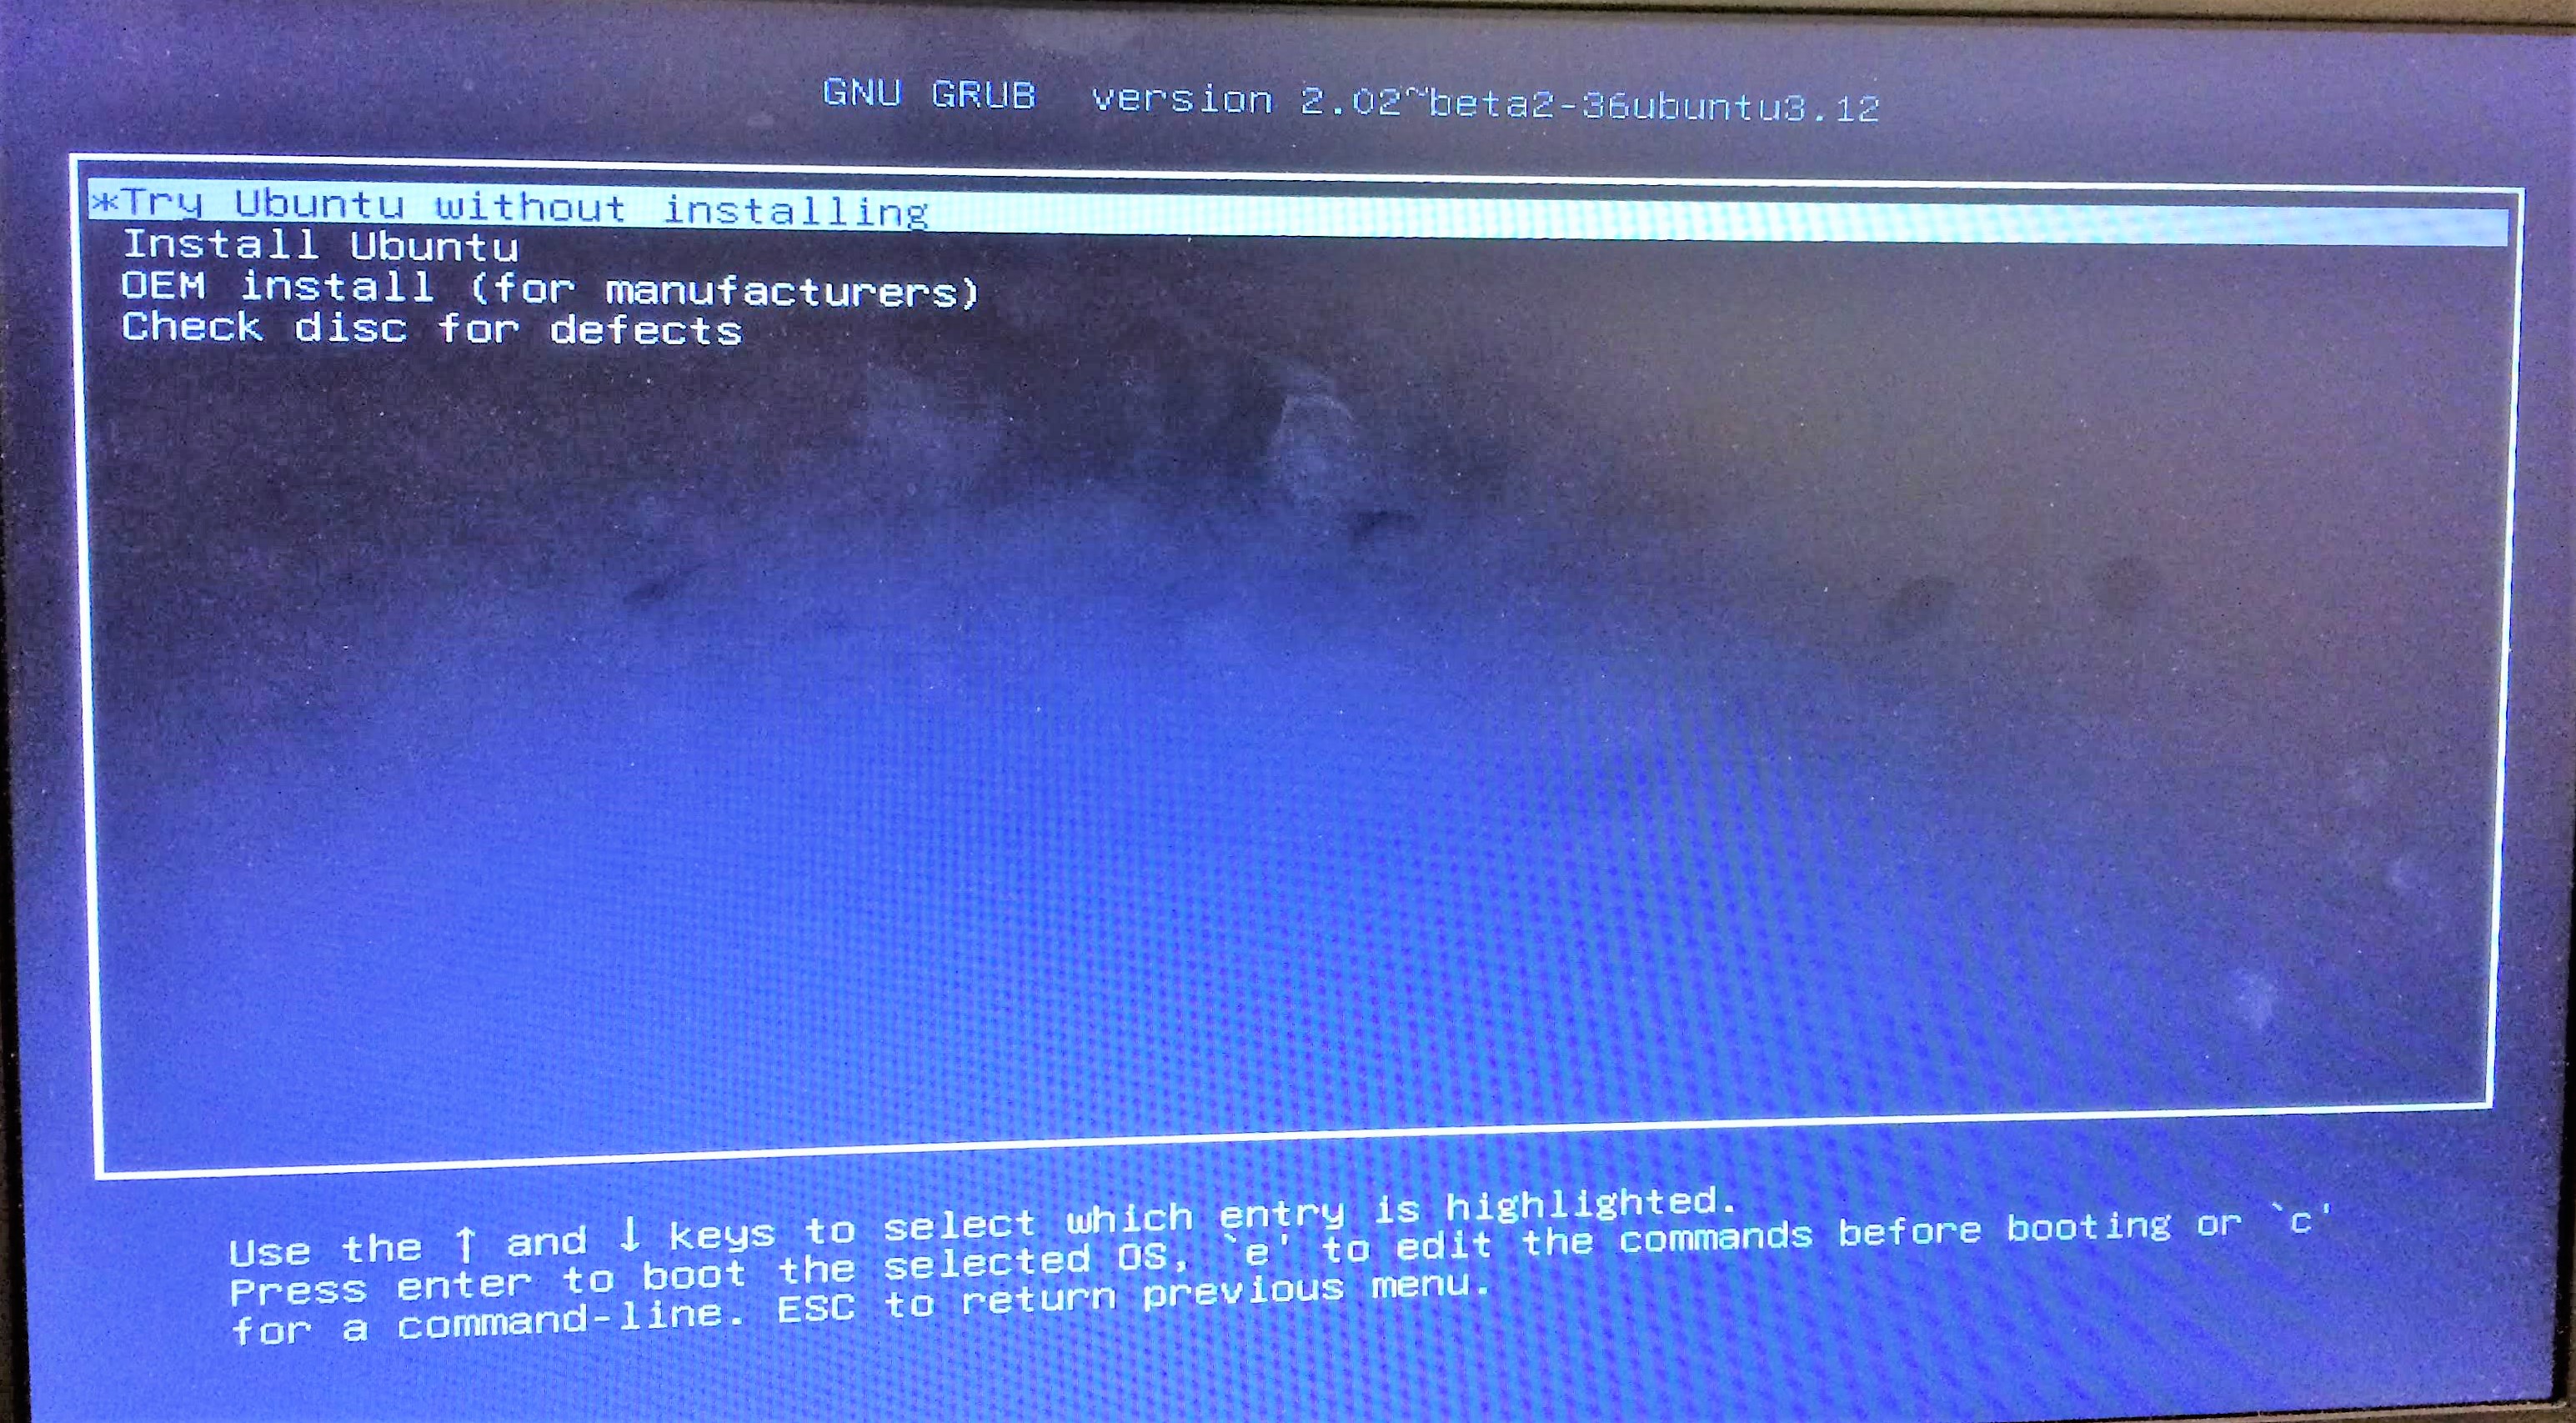 GNU GRUB  version 2.02~beta2-36ubuntu3.12
*Try Ubuntu without installing
Install Ubuntu
OEM install (for manufacturers)
Check disc for defects
Use the ↑ and ↓ keys to select which entry is highlighted.
Press enter to boot the selected OS, `e' to edit the commands before booting or `c'
for a command-line. ESC to return previous menu.